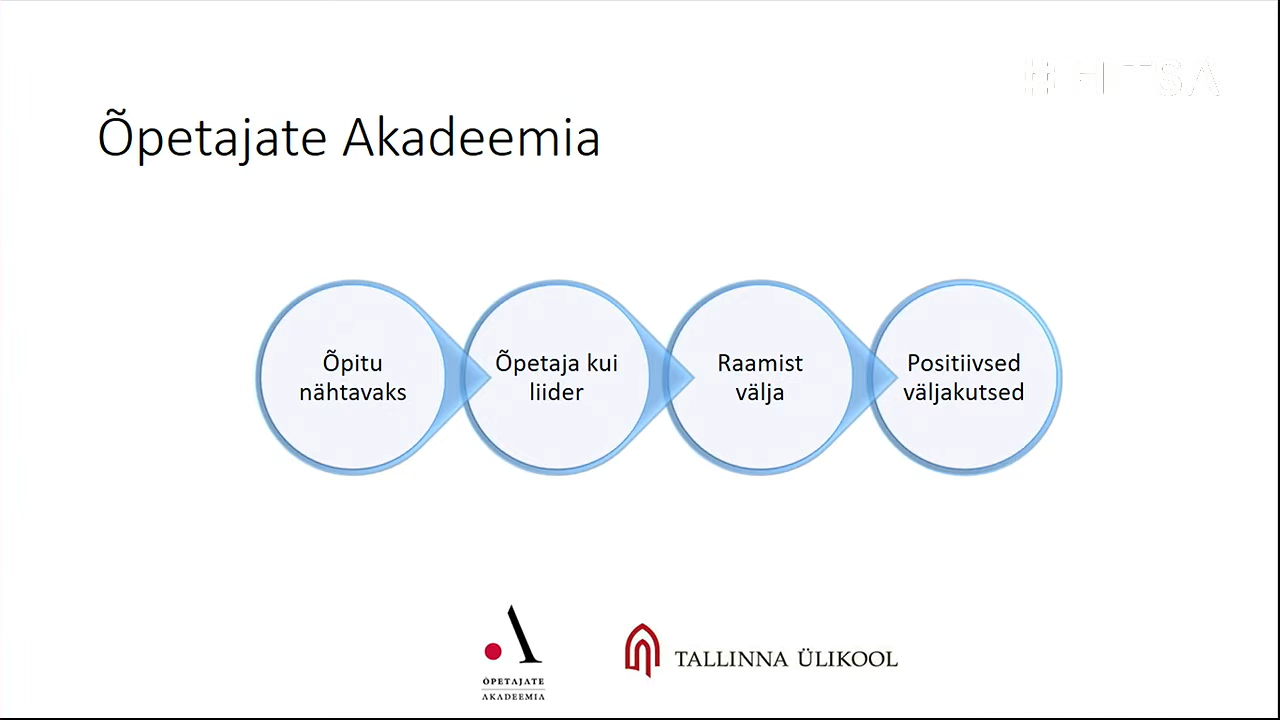 Õpetajate Akadeemia
Õpitu
nähtavaks
Õpetaja kui
liider
Raamist
välja
Positiivsed
väljakutsed
ÕPETAJATE
AKADEEMIA
TALLINNA ÜLIKOOL